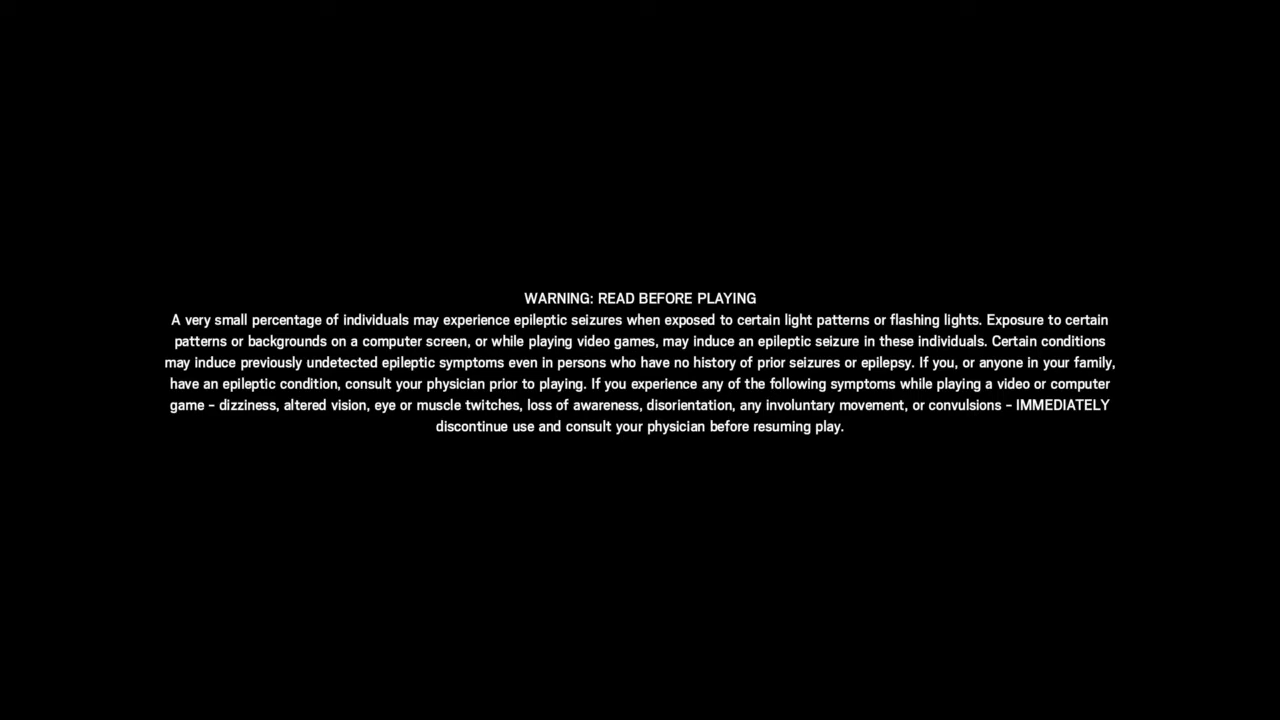 WARNING: READ BEFORE PLAYING
A very small percentage of individuals may experience epileptic seizures when exposed to certain light patterns or flashing lights. Exposure to certain
patterns or backgrounds on a computer screen, or while playing video games, may induce an epileptic seizure in these individuals. Certain conditions
may induce previously undetected epileptic symptoms even in persons who have no history of prior seizures or epilepsy. If you, or anyone in your family,
have an epileptic condition, consult your physician prior to playing. If you experience any of the following symptoms while playing a video or computer
game - dizziness, altered vision, eye or muscle twitches, loss of awareness, disorientation, any involuntary movement, or convulsions - IMMEDIATELY
discontinue use and consult your physician before resuming play.